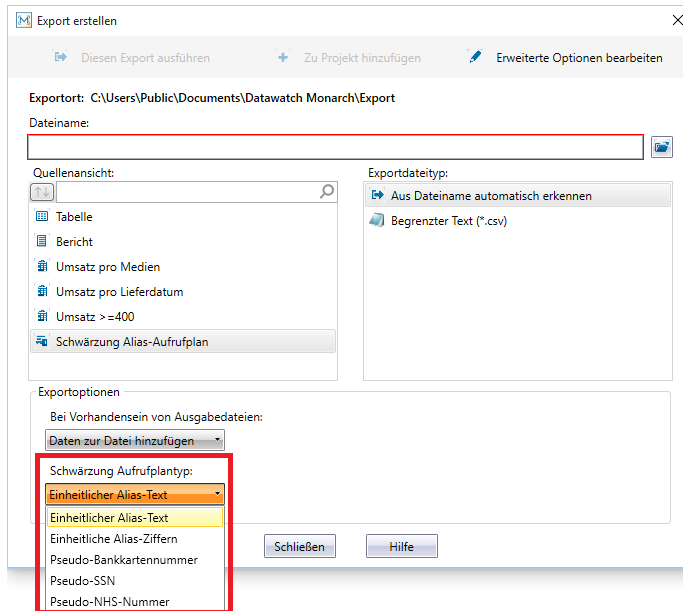 Export erstellen
Diesen Export ausführen
Zu Projekt hinzufügen
Erweiterte Optionen bearbeiten
Exportort: C:\Users\Public\Documents\Datawatch Monarch\Export
Dateiname:
Quellenansicht:
Tabelle
Bericht
Umsatz pro Medien
Umsatz pro Lieferdatum
Umsatz >=400
Schwärzung Alias-Aufrufplan
Exportdateityp:
Aus Dateiname automatisch erkennen
Begrenzter Text (*.csv)
Exportoptionen
Bei Vorhandensein von Ausgabedateien:
Daten zur Datei hinzufügen
Schwärzung Aufrufplantyp:
Einheitlicher Alias-Text
Einheitlicher Alias-Text
Einheitliche Alias-Ziffern
Pseudo-Bankkartennummer
Pseudo-SSN
Pseudo-NHS-Nummer
Schließen
Hilfe